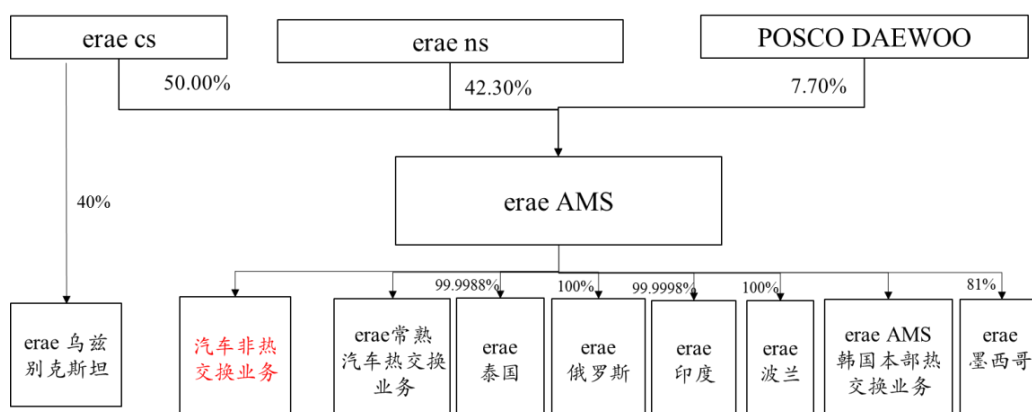 erae cs
erae ns
POSCO DAEWOO
50.00%
42.30%
7.70%
erae AMS
40%
99.9988%
100%
99.9998%
100%
81%
erae 乌兹
别克斯坦
汽车非热
交换业务
erae常熟
汽车热交换
业务
erae
泰国
erae
俄罗斯
erae
印度
erae
波兰
erae AMS
韩国本部热
交换业务
erae
墨西哥